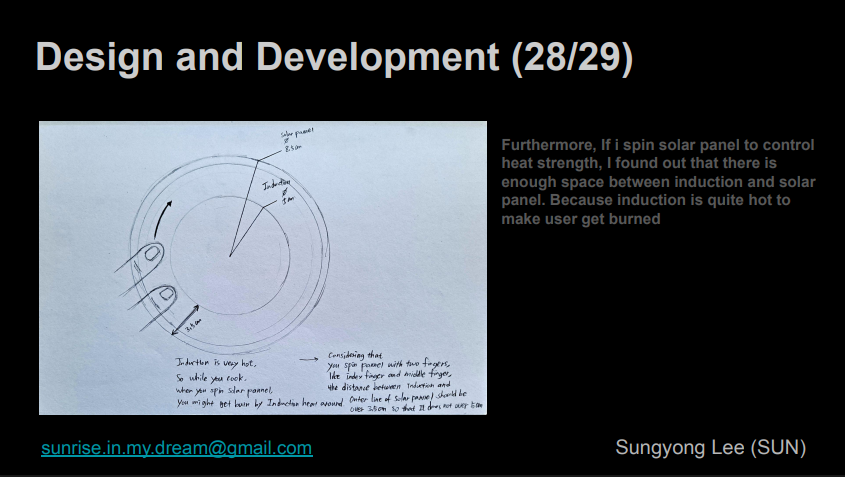 Design and Development (28/29)
Solar pannel
ø
8.5cm
Induction
ø
5cm
3.5cm
Induction is very hot,
So while you cook.
when you spin solar pannel,
You might get burn by Induction heat around
Considering that
you spin pannel with two fingers,
like index finger and middle finger,
the distance between induction and
Outer line of solar pannel should be
over 3.5cm so that it does not over
Furthermore, If i spin solar panel to control
heat strength, I found out that there is
enough space between induction and solar
panel. Because induction is quite hot to
make user get burned
sunrise.in.my.dream@gmail.com
Sungyong Lee (SUN)